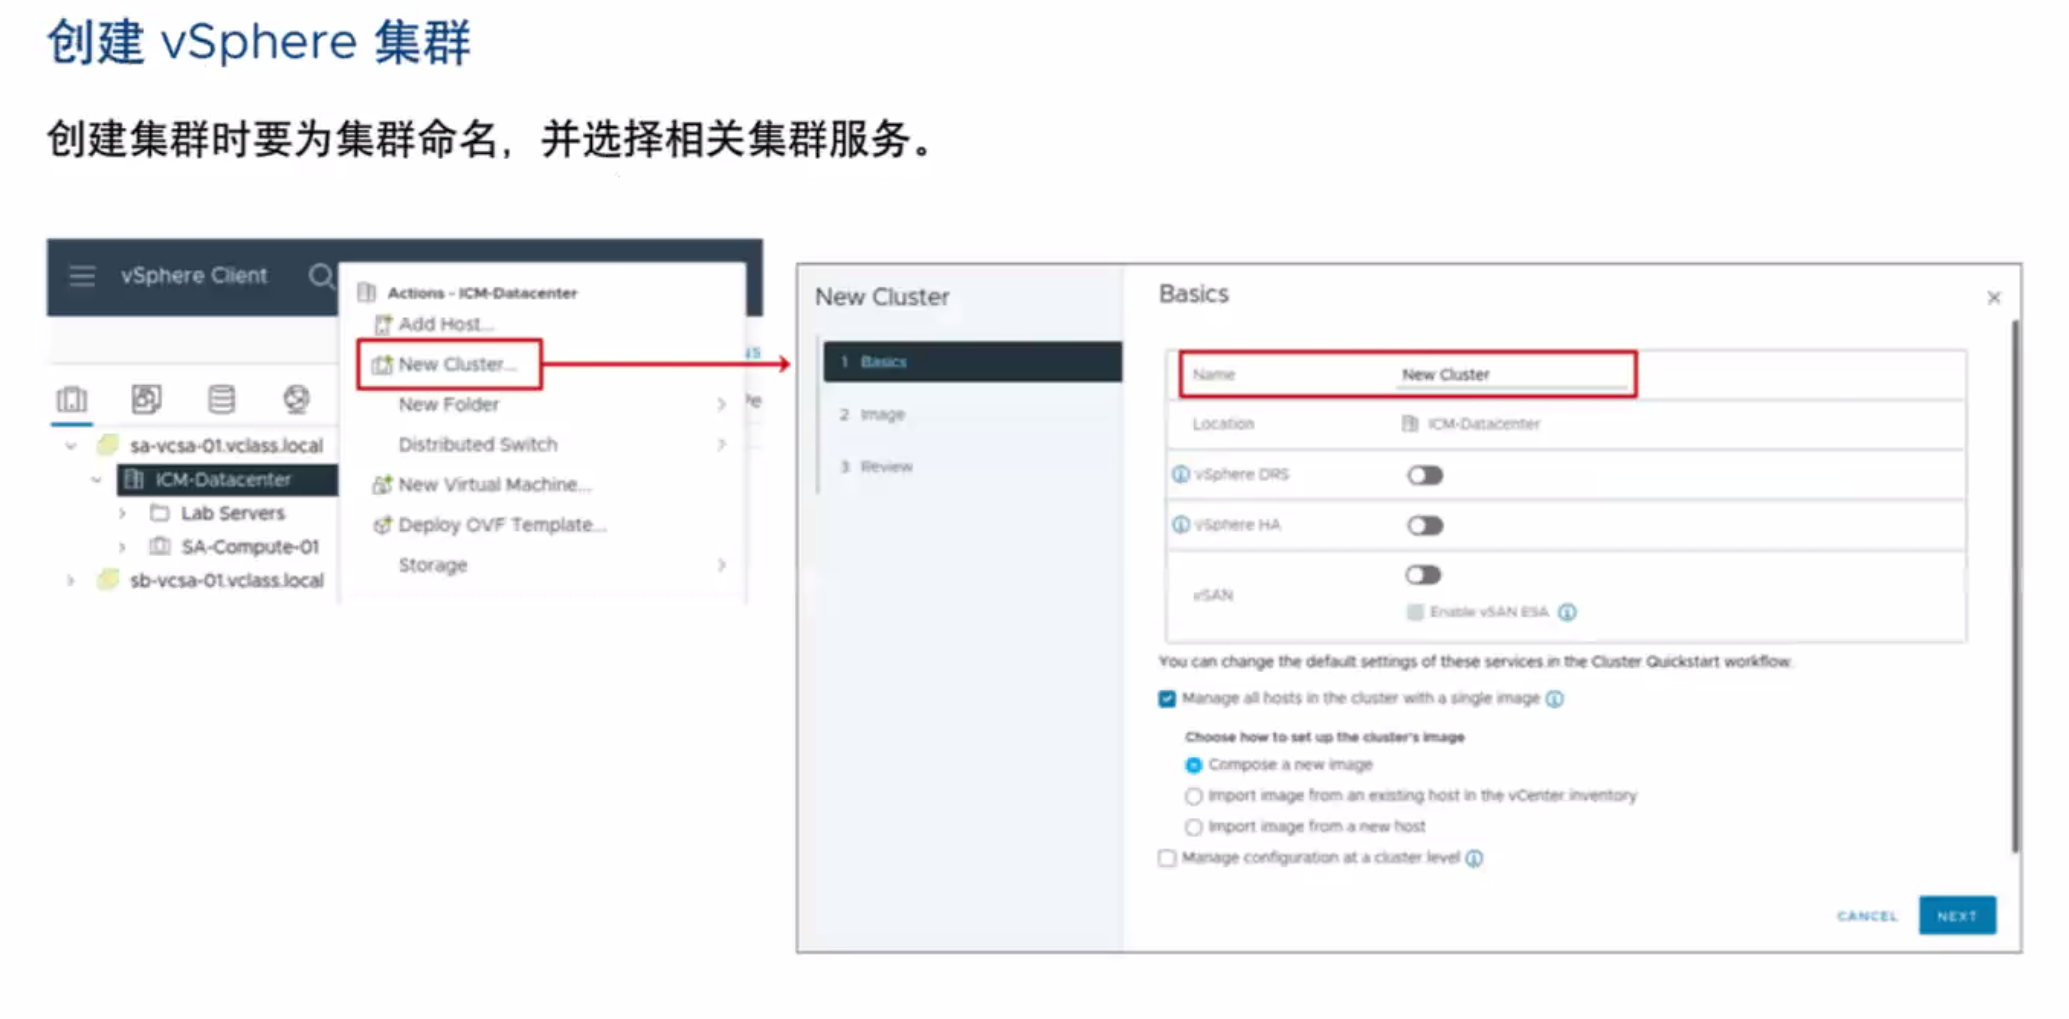 创建 vSphere 集群
创建集群时要为集群命名，并选择相关集群服务。
vSphere Client
Actions - ICM-Datacenter
Add Host...
New Cluster...
New Folder
Distributed Switch
New Virtual Machine...
Deploy OVF Template...
Storage
sa-vcsa-01.vclass.local
ICM-Datacenter
Lab Servers
SA-Compute-01
sb-vcsa-01.vclass.local
New Cluster
1 Basics
2 Image
3 Review
Basics
Name New Cluster
Location ICM-Datacenter
vSphere DRS
vSphere HA
vSAN
Enable vSAN ESA
You can change the default settings of these services in the Cluster Quickstart workflow.
Manage all hosts in the cluster with a single image
Choose how to set up the cluster's image
Compose a new image
Import image from an existing host in the vCenter inventory
Import image from a new host
Manage configuration at a cluster level
CANCEL NEXT